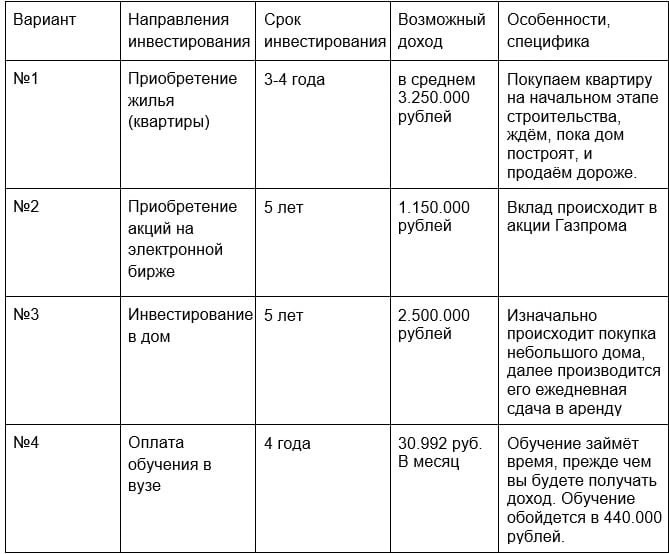 Вариант
Направления
инвестирования
Срок
инвестирования
Возможный
доход
Особенности,
специфика
№1
Приобретение
жилья
(квартиры)
3-4 года
в среднем
3.250.000
рублей
Покупаем квартиру
на начальном этапе
строительства,
ждём, пока дом
построят, и
продаём дороже.
№2
Приобретение
акций на
электронной
бирже
5 лет
1.150.000
рублей
Вклад происходит в
акции Газпрома
№3
Инвестирование
в дом
5 лет
2.500.000
рублей
Изначально
происходит покупка
небольшого дома,
далее производится
его ежедневная
сдача в аренду
№4
Оплата
обучения в
вузе
4 года
30.992 руб.
В месяц
Обучение займёт
время, прежде чем
вы будете получать
доход. Обучение
обойдется в 440.000
рублей.